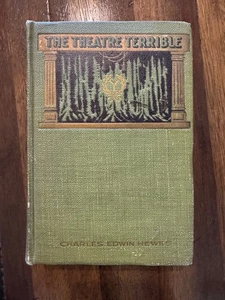 THE THEATRE TERRIBLE
CHARLES EDWIN HEWES